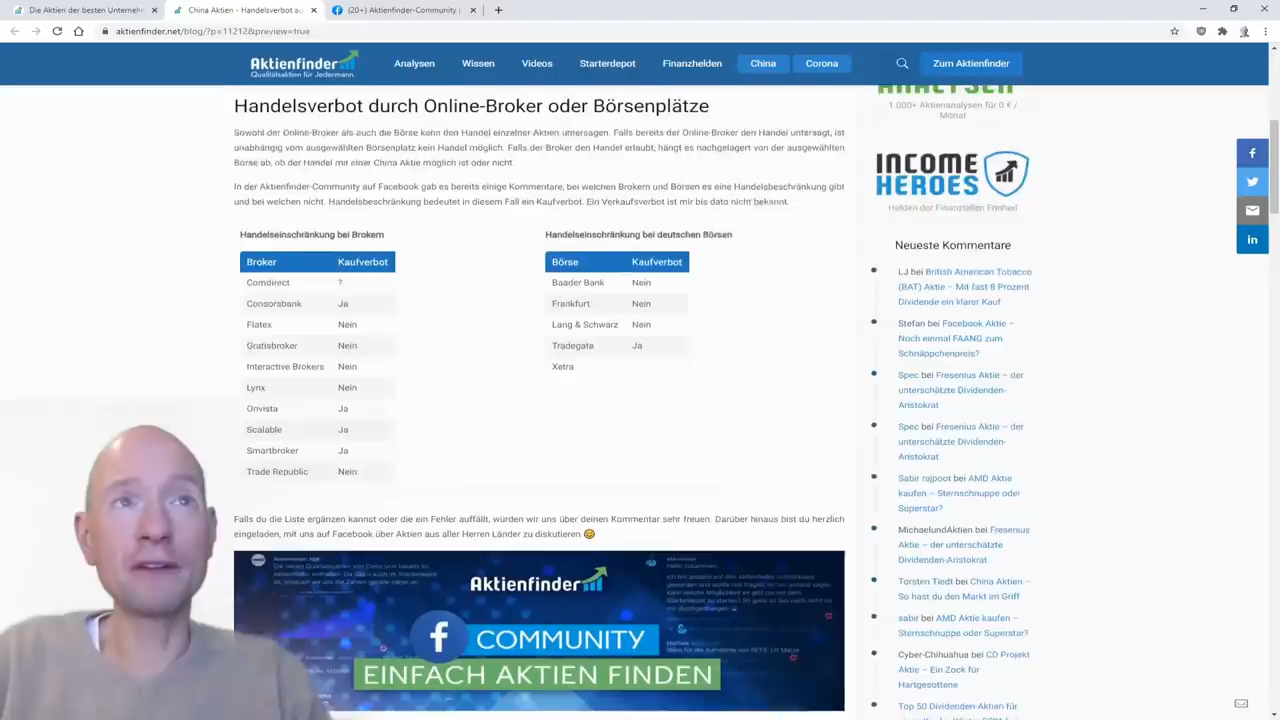 Die Aktien der besten Unterneh
China Aktien - Handelsverbot au
(20+) Aktienfinder-Community |
aktienfinder.net/blog/?p=11212&preview=true
Aktienfinder
Qualitätsaktien für Jedermann.
Analysen
Wissen
Videos
Starterdepot
Finanzhelden
China
Corona
Zum Aktienfinder
Handelsverbot durch Online-Broker oder Börsenplätze
Sowohl der Online-Broker als auch die Börse kann den Handel einzelner Aktien untersagen. Falls bereits der Online-Broker den Handel untersagt, ist
unabhängig vom ausgewählten Börsenplatz kein Handel möglich. Falls der Broker den Handel erlaubt, hängt es nachgelagert von der ausgewählten
Börse ab, ob der Handel mit einer China Aktie möglich ist oder nicht.
In der Aktienfinder-Community auf Facebook gab es bereits einige Kommentare, bei welchen Brokern und Börsen es eine Handelsbeschränkung gibt
und bei welchen nicht. Handelsbeschränkung bedeutet in diesem Fall ein Kaufverbot. Ein Verkaufsverbot ist mir bis dato nicht bekannt.
Handelseinschränkung bei Brokern
Broker Kaufverbot
Comdirect ?
Consorsbank Ja
Flatex Nein
Gratisbroker Nein
Interactive Brokers Nein
Lynx Nein
Onvista Ja
Scalable Ja
Smartbroker Ja
Trade Republic Nein
Handelseinschränkung bei deutschen Börsen
Börse Kaufverbot
Baader Bank Nein
Frankfurt Nein
Lang & Schwarz Nein
Tradegate Ja
Xetra
Falls du die Liste ergänzen kannst oder die ein Fehler auffällt, würden wir uns über deinen Kommentar sehr freuen. Darüber hinaus bist du herzlich
eingeladen, mit uns auf Facebook über Aktien aus aller Herren Länder zu diskutieren
Aktienfinder
f COMMUNITY
EINFACH AKTIEN FINDEN
ANALYSEN
1.000+ Aktienanalysen für 0 € /
Monat
INCOME
HEROES
Helden der Finanziellen Freiheit
Neueste Kommentare
LJ bei British American Tobacco
(BAT) Aktie – Mit fast 8 Prozent
Dividende ein klarer Kauf
Stefan bei Facebook Aktie –
Noch einmal FAANG zum
Schnäppchenpreis?
Spec bei Fresenius Aktie – der
unterschätzte Dividenden-
Aristokrat
Spec bei Fresenius Aktie – der
unterschätzte Dividenden-
Aristokrat
Sabir rajpoot bei AMD Aktie
kaufen – Sternschnuppe oder
Superstar?
MichaelundAktien bei Fresenius
Aktie – der unterschätzte
Dividenden-Aristokrat
Torsten Tiedt bei China Aktien –
So hast du den Markt im Griff
sabir bei AMD Aktie kaufen –
Sternschnuppe oder Superstar?
Cyber-Chihuahua bei CD Projekt
Aktie – Ein Zock für
Hartgesottene
Top 50 Dividenden-Aktien für